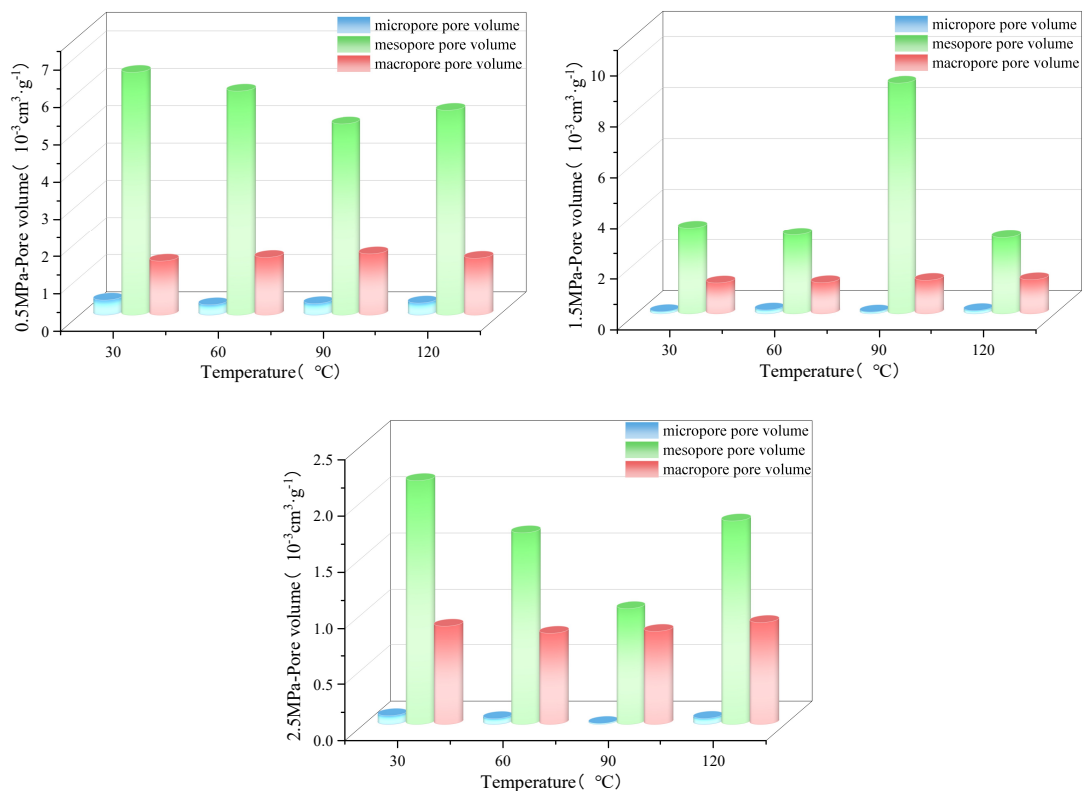 micropore pore volume
mesopore pore volume
macropore pore volume
0.5MPa-Pore volume( 10⁻³cm³·g⁻¹)
7
6
5
4
3
2
1
0
30 60 90 120
Temperature( ℃)
micropore pore volume
mesopore pore volume
macropore pore volume
1.5MPa-Pore volume( 10⁻³cm³·g⁻¹)
10
8
6
4
2
0
30 60 90 120
Temperature( ℃)
micropore pore volume
mesopore pore volume
macropore pore volume
2.5MPa-Pore volume( 10⁻³cm³·g⁻¹)
2.5
2.0
1.5
1.0
0.5
0.0
30 60 90 120
Temperature( ℃)